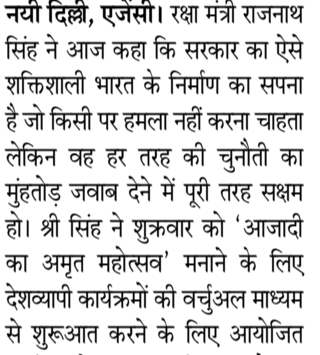 नयी दिल्ली, एजेंसी। रक्षा मंत्री राजनाथ
सिंह ने आज कहा कि सरकार का ऐसे
शक्तिशाली भारत के निर्माण का सपना
है जो किसी पर हमला नहीं करना चाहता
लेकिन वह हर तरह की चुनौती का
मुंहतोड़ जवाब देने में पूरी तरह सक्षम
हो। श्री सिंह ने शुक्रवार को ‘आजादी
का अमृत महोत्सव’ मनाने के लिए
देशव्यापी कार्यक्रमों की वर्चुअल माध्यम
से शुरूआत करने के लिए आयोजित